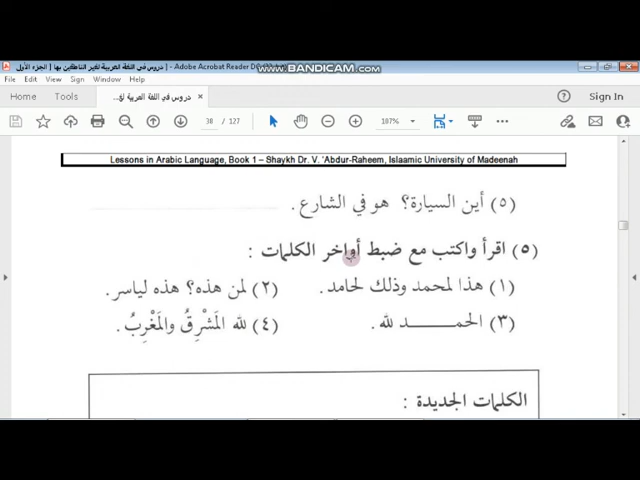 دروس في اللغة العربية لغير الناطقين بها ) الجزء الأول - Adobe Acrobat Reader DC
WWW.BANDICAM.COM
File Edit View Sign Window Help
Home Tools دروس في اللغة العربية لغ... × Sign In
38 / 127 107%
Lessons in Arabic Language, Book 1 – Shaykh Dr. V. 'Abdur-Raheem, Islaamic University of Madeenah
(٥) أين السيارة؟ هو في الشارع .
(٥) اقرأ واكتب مع ضبط أواخر الكلمات :
(١) هذا لمحمد وذلك لحامد . (٢) لمن هذه؟ هذه لياسر .
(٣) الحمـــــد لله . (٤) لله المَشْرِقُ والمَغْرِبُ .
الكلمات الجديدة :